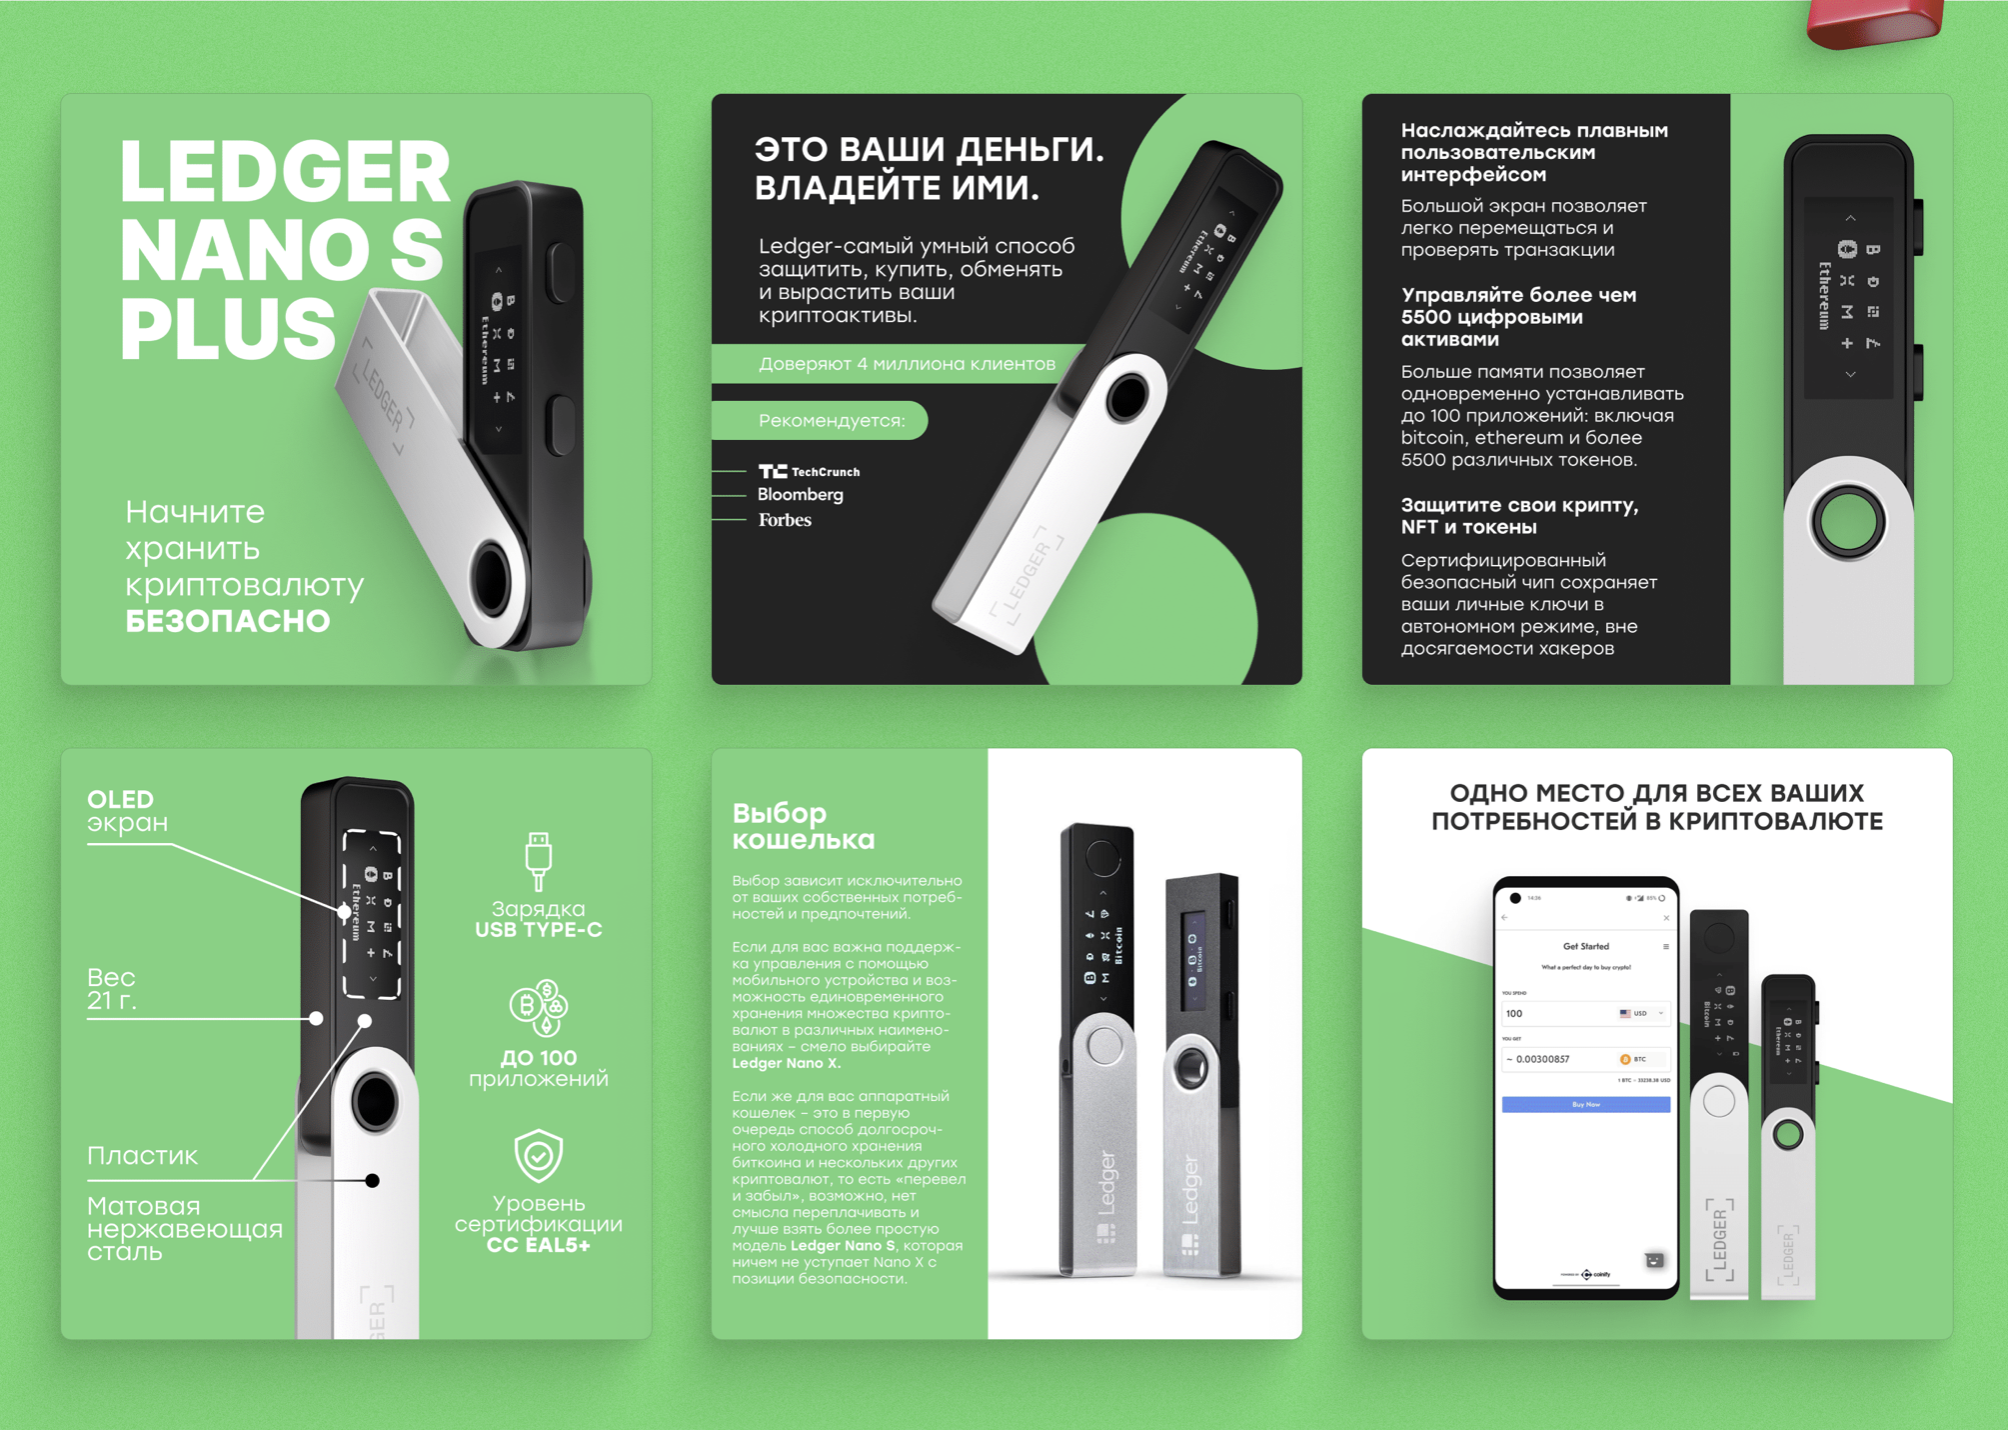 LEDGER
NANO S
PLUS
LEDGER
Ethereum
Начните
хранить
криптовалюту
БЕЗОПАСНО
ЭТО ВАШИ ДЕНЬГИ.
ВЛАДЕЙТЕ ИМИ.
Ledger-самый умный способ
защитить, купить, обменять
и вырастить ваши
криптоактивы.
Доверяют 4 миллиона клиентов
Рекомендуется:
TC TechCrunch
Bloomberg
Forbes
Ethereum
LEDGER
Наслаждайтесь плавным
пользовательским
интерфейсом
Большой экран позволяет
легко перемещаться и
проверять транзакции
Управляйте более чем
5500 цифровыми
активами
Больше памяти позволяет
одновременно устанавливать
до 100 приложений: включая
bitcoin, ethereum и более
5500 различных токенов.
Защитите свои крипту,
NFT и токены
Сертифицированный
безопасный чип сохраняет
ваши личные ключи в
автономном режиме, вне
досягаемости хакеров
Ethereum
OLED
экран
Вес
21 г.
Пластик
Матовая
нержавеющая
сталь
Ethereum
GER
Зарядка
USB TYPE-C
ДО 100
приложений
Уровень
сертификации
CC EAL5+
Выбор
кошелька
Выбор зависит исключительно
от ваших собственных потреб-
ностей и предпочтений.
Если для вас важна поддерж-
ка управления с помощью
мобильного устройства и воз-
можность единовременного
хранения множества крипто-
валют в различных наимено-
ваниях – смело выбирайте
Ledger Nano X.
Если же для вас аппаратный
кошелек – это в первую
очередь способ долгосроч-
ного холодного хранения
биткоина и нескольких других
криптовалют, то есть «перевел
и забыл», возможно, нет
смысла переплачивать и
лучше взять более простую
модель Ledger Nano S, которая
ничем не уступает Nano X с
позиции безопасности.
Bitcoin
Ledger
Bitcoin
Ledger
ОДНО МЕСТО ДЛЯ ВСЕХ ВАШИХ
ПОТРЕБНОСТЕЙ В КРИПТОВАЛЮТЕ
14:36
89%
Get Started
What a perfect day to buy crypto!
YOU SPEND
100
USD
YOU GET
~ 0.00300857
BTC
1 BTC = 33238.38 USD
Buy Now
POWERED BY coinify
Bitcoin
LEDGER
Ethereum
LEDGER